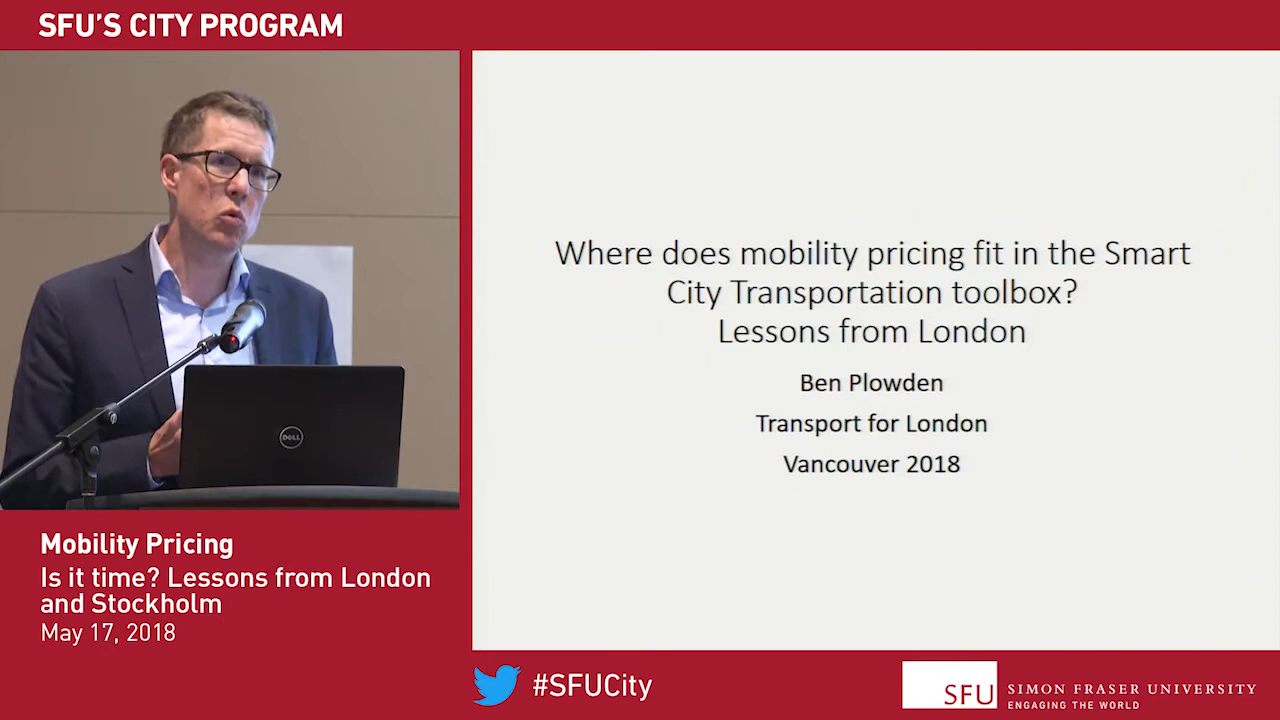 SFU'S CITY PROGRAM
Where does mobility pricing fit in the Smart
City Transportation toolbox?
Lessons from London
Ben Plowden
Transport for London
Vancouver 2018
DELL
Mobility Pricing
Is it time? Lessons from London
and Stockholm
May 17, 2018
#SFUCity
SFU
SIMON FRASER UNIVERSITY
ENGAGING THE WORLD